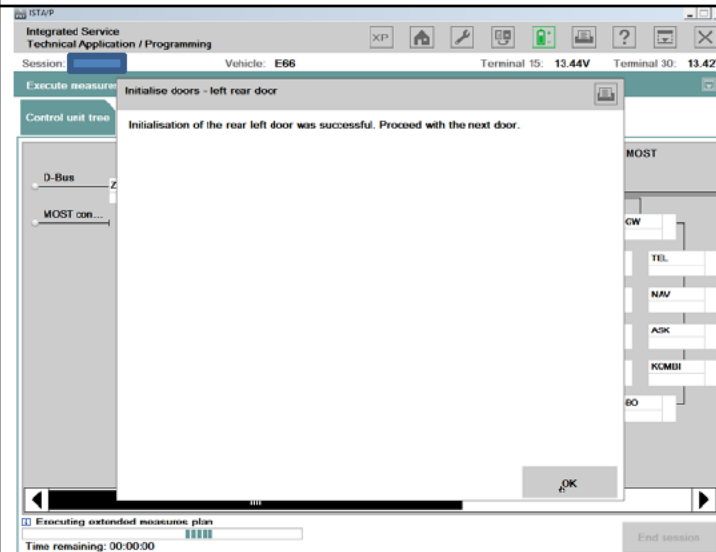 ISTA/P
Integrated Service
Technical Application / Programming
XP
Session:
Vehicle: E66
Terminal 15: 13.44V
Terminal 30: 13.42
Execute measure
Initialise doors - left rear door
Control unit tree
Initialisation of the rear left door was successful. Proceed with the next door.
MOST
D-Bus
Z
MOST con...
GW
TEL
NAV
ASK
KOMBI
BO
OK
Executing extended measures plan
Time remaining: 00:00:00
End session